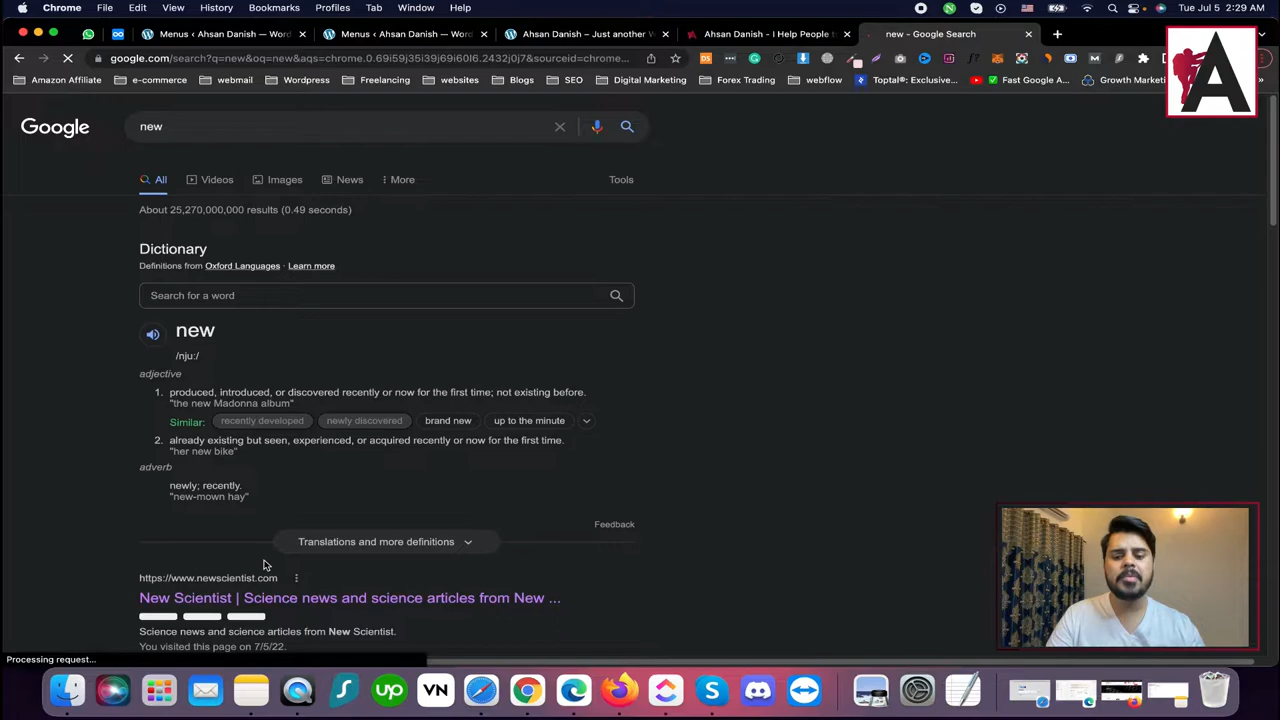 Chrome File Edit View History Bookmarks Profiles Tab Window Help Tue Jul 5 2:29 AM
Menus ‹ Ahsan Danish — Word Menus ‹ Ahsan Danish — Word Ahsan Danish – Just another W Ahsan Danish - I Help People to new - Google Search
google.com/search?q=new&oq=new&aqs=chrome.0.69i59j35i39j69i60l6.2432j0j7&sourceid=chrome...
Amazon Affiliate e-commerce webmail Wordpress Freelancing websites Blogs SEO Digital Marketing Forex Trading webflow Toptal®: Exclusive... Fast Google A... Growth Market
A
Google new
All Videos Images News More Tools
About 25,270,000,000 results (0.49 seconds)
Dictionary
Definitions from Oxford Languages · Learn more
Search for a word
new
/njuː/
adjective
1. produced, introduced, or discovered recently or now for the first time; not existing before.
"the new Madonna album"
Similar: recently developed newly discovered brand new up to the minute
2. already existing but seen, experienced, or acquired recently or now for the first time.
"her new bike"
adverb
newly; recently.
"new-mown hay"
Feedback
Translations and more definitions
https://www.newscientist.com
New Scientist | Science news and science articles from New ...
Science news and science articles from New Scientist.
You visited this page on 7/5/22.
Processing request...
up VN S